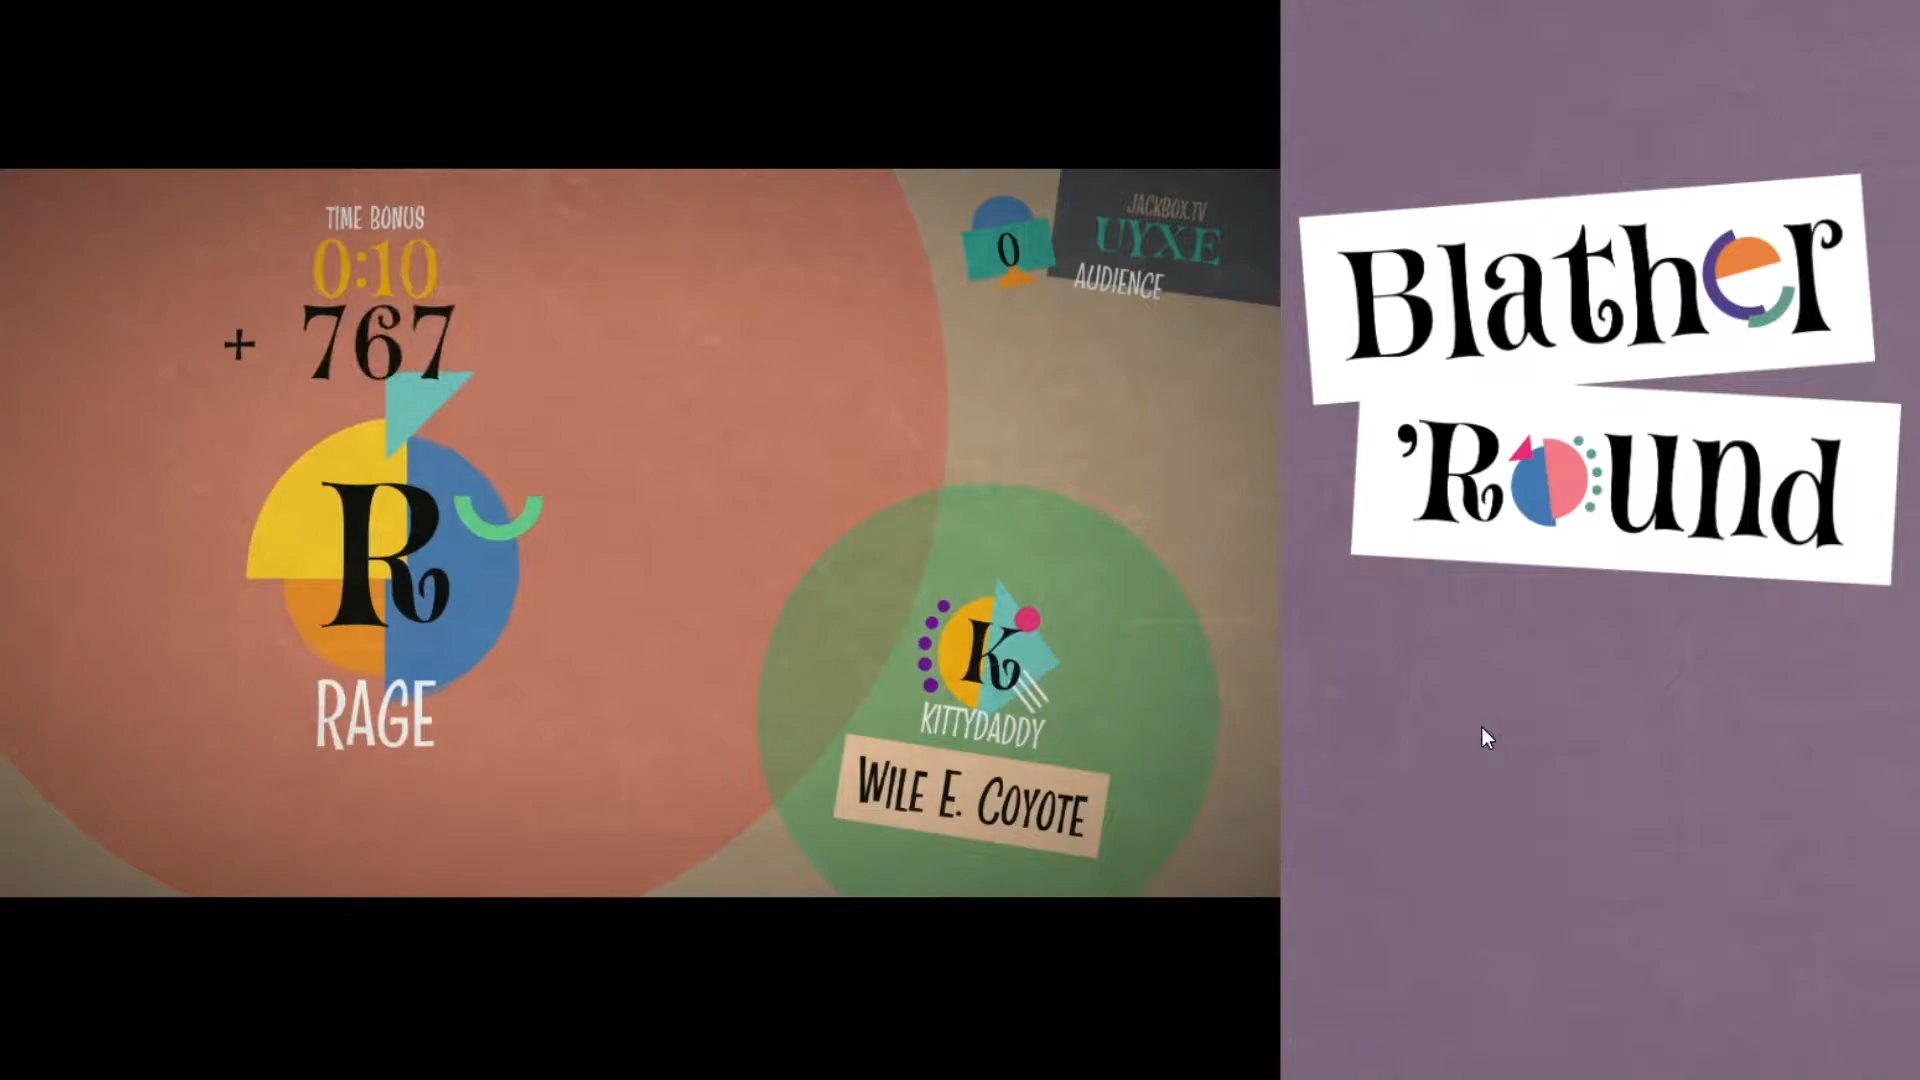 TIME BONUS
0:10
+ 767
R
RAGE
JACKBOX.TV
UYXE
0
AUDIENCE
K
KITTYDADDY
WILE E. COYOTE
Blather
'Round